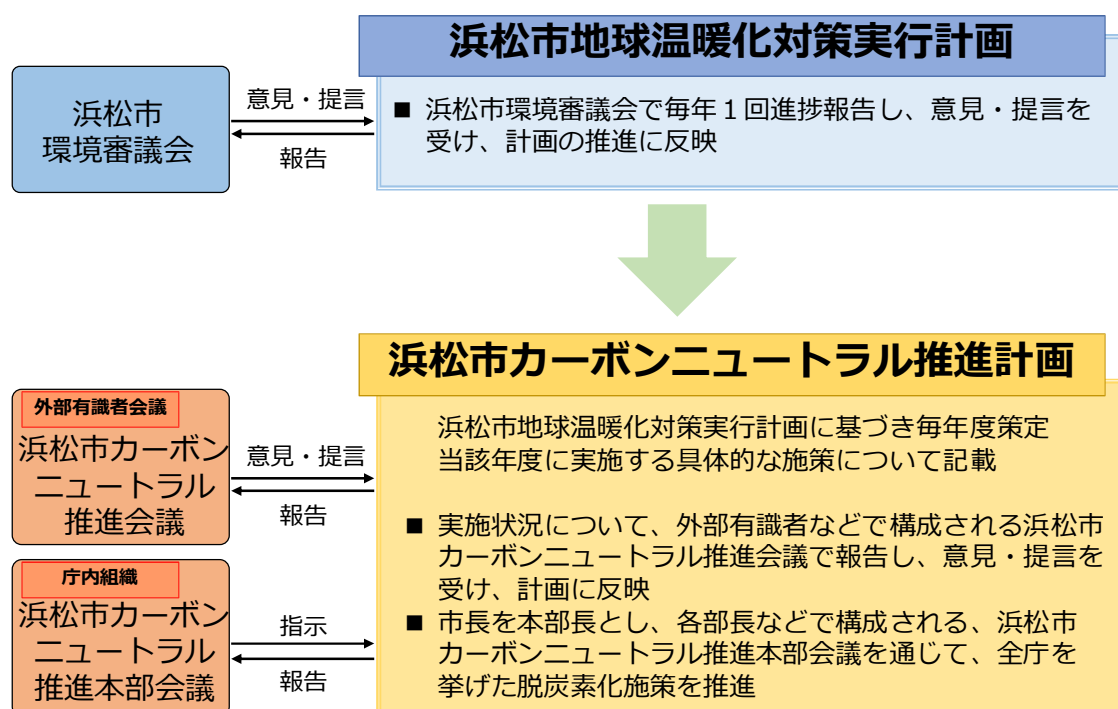 浜松市地球温暖化対策実行計画
浜松市
環境審議会
意見・提言
報告
■ 浜松市環境審議会で毎年１回進捗報告し、意見・提言を
受け、計画の推進に反映
浜松市カーボンニュートラル推進計画
外部有識者会議
浜松市カーボン
ニュートラル
推進会議
意見・提言
報告
浜松市地球温暖化対策実行計画に基づき毎年度策定
当該年度に実施する具体的な施策について記載
■ 実施状況について、外部有識者などで構成される浜松市
カーボンニュートラル推進会議で報告し、意見・提言を
受け、計画に反映
庁内組織
浜松市カーボン
ニュートラル
推進本部会議
指示
報告
■ 市長を本部長とし、各部長などで構成される、浜松市
カーボンニュートラル推進本部会議を通じて、全庁を
挙げた脱炭素化施策を推進